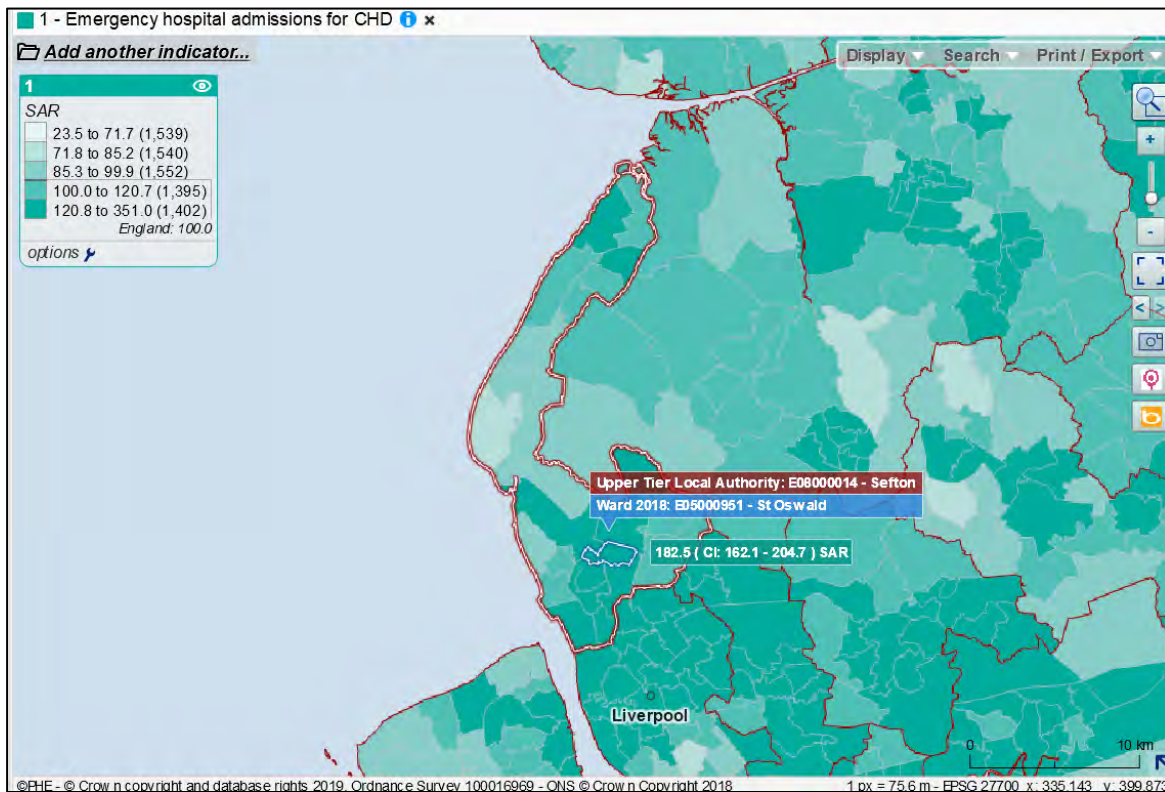 1 - Emergency hospital admissions for CHD i ×
Add another indicator...
Display Search Print / Export
1
SAR
23.5 to 71.7 (1,539)
71.8 to 85.2 (1,540)
85.3 to 99.9 (1,552)
100.0 to 120.7 (1,395)
120.8 to 351.0 (1,402)
England: 100.0
options
+
-
< >
b
Upper Tier Local Authority: E08000014 - Sefton
Ward 2018: E05000951 - St Oswald
182.5 ( CI: 162.1 - 204.7 ) SAR
Liverpool
0 10 km
©PHE - © Crown copyright and database rights 2019, Ordnance Survey 100016969 - ONS © Crown Copyright 2018
1 px = 75.6 m - EPSG 27700 x: 335.143 y: 399.873